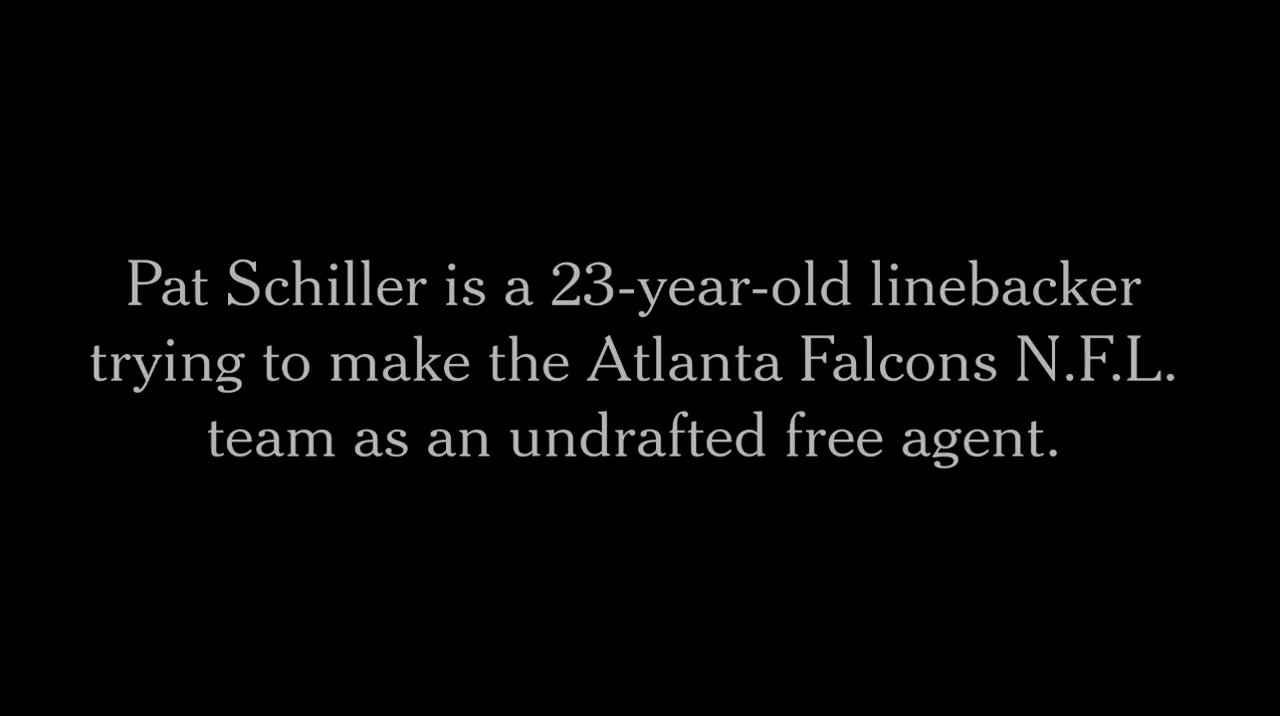 Pat Schiller is a 23-year-old linebacker
trying to make the Atlanta Falcons N.F.L.
team as an undrafted free agent.